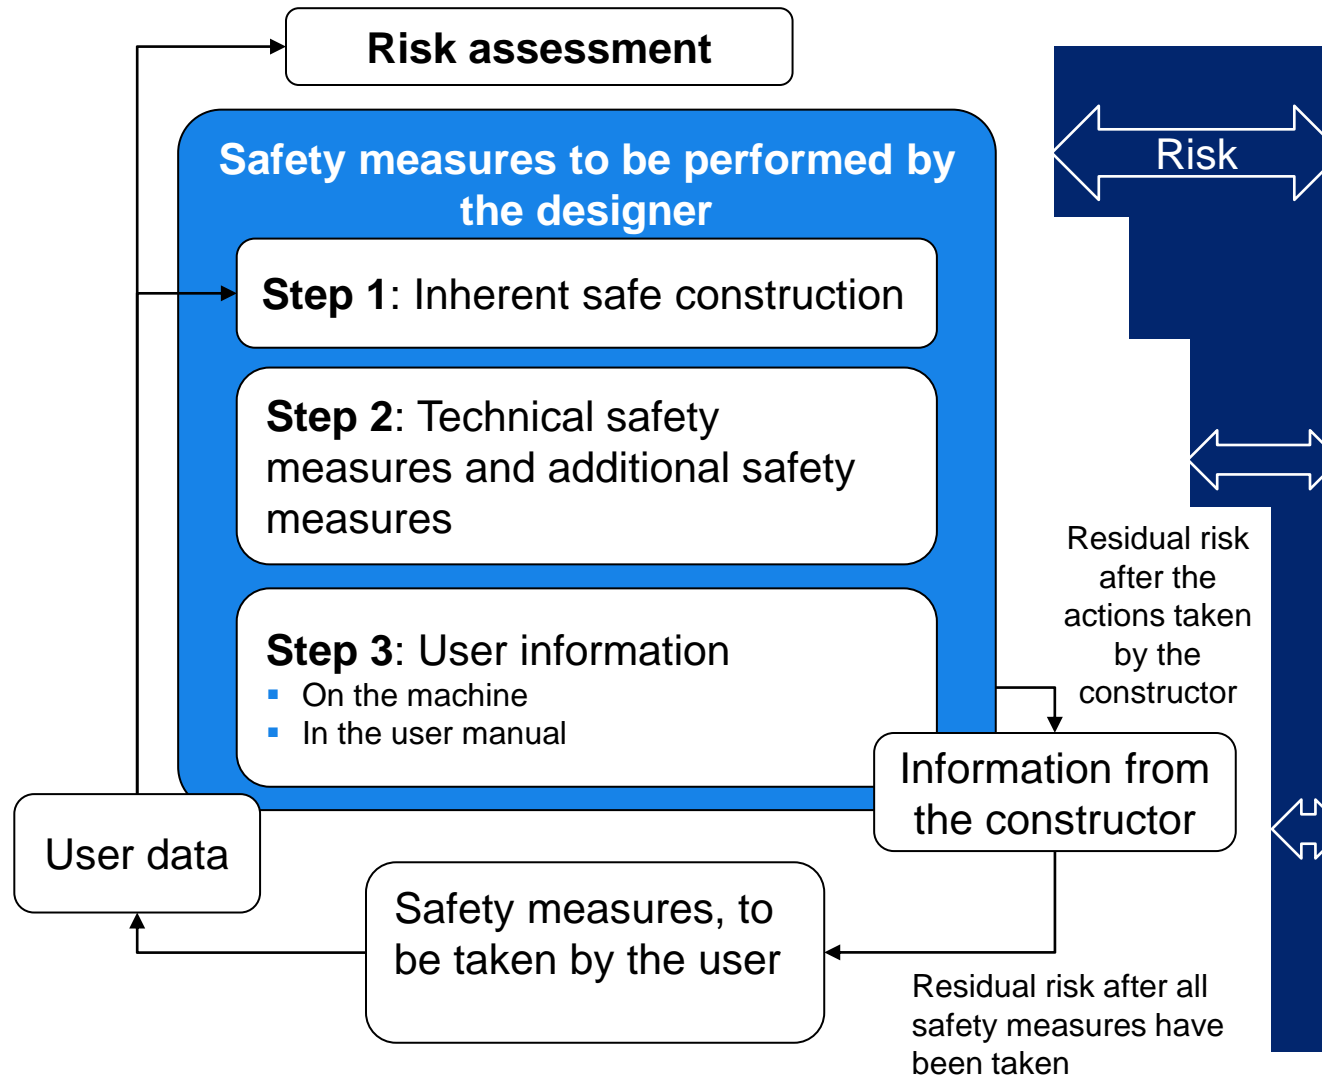 Risk assessment
Safety measures to be performed by
the designer
Risk
Step 1: Inherent safe construction
Step 2: Technical safety
measures and additional safety
measures
Residual risk
after the
actions taken
by the
constructor
Step 3: User information
▪ On the machine
▪ In the user manual
Information from
the constructor
User data
Safety measures, to
be taken by the user
Residual risk after all
safety measures have
been taken